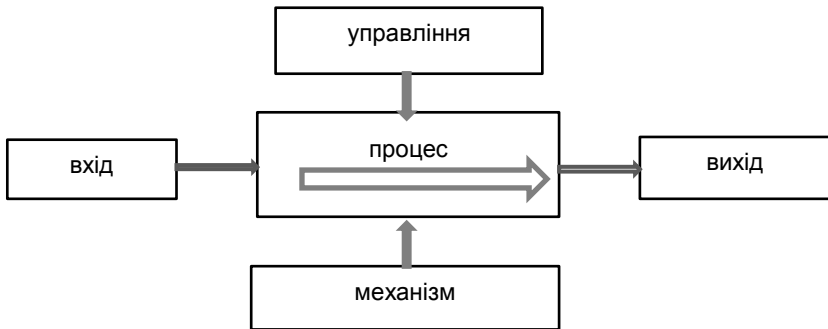 управління
вхід
процес
вихід
механізм